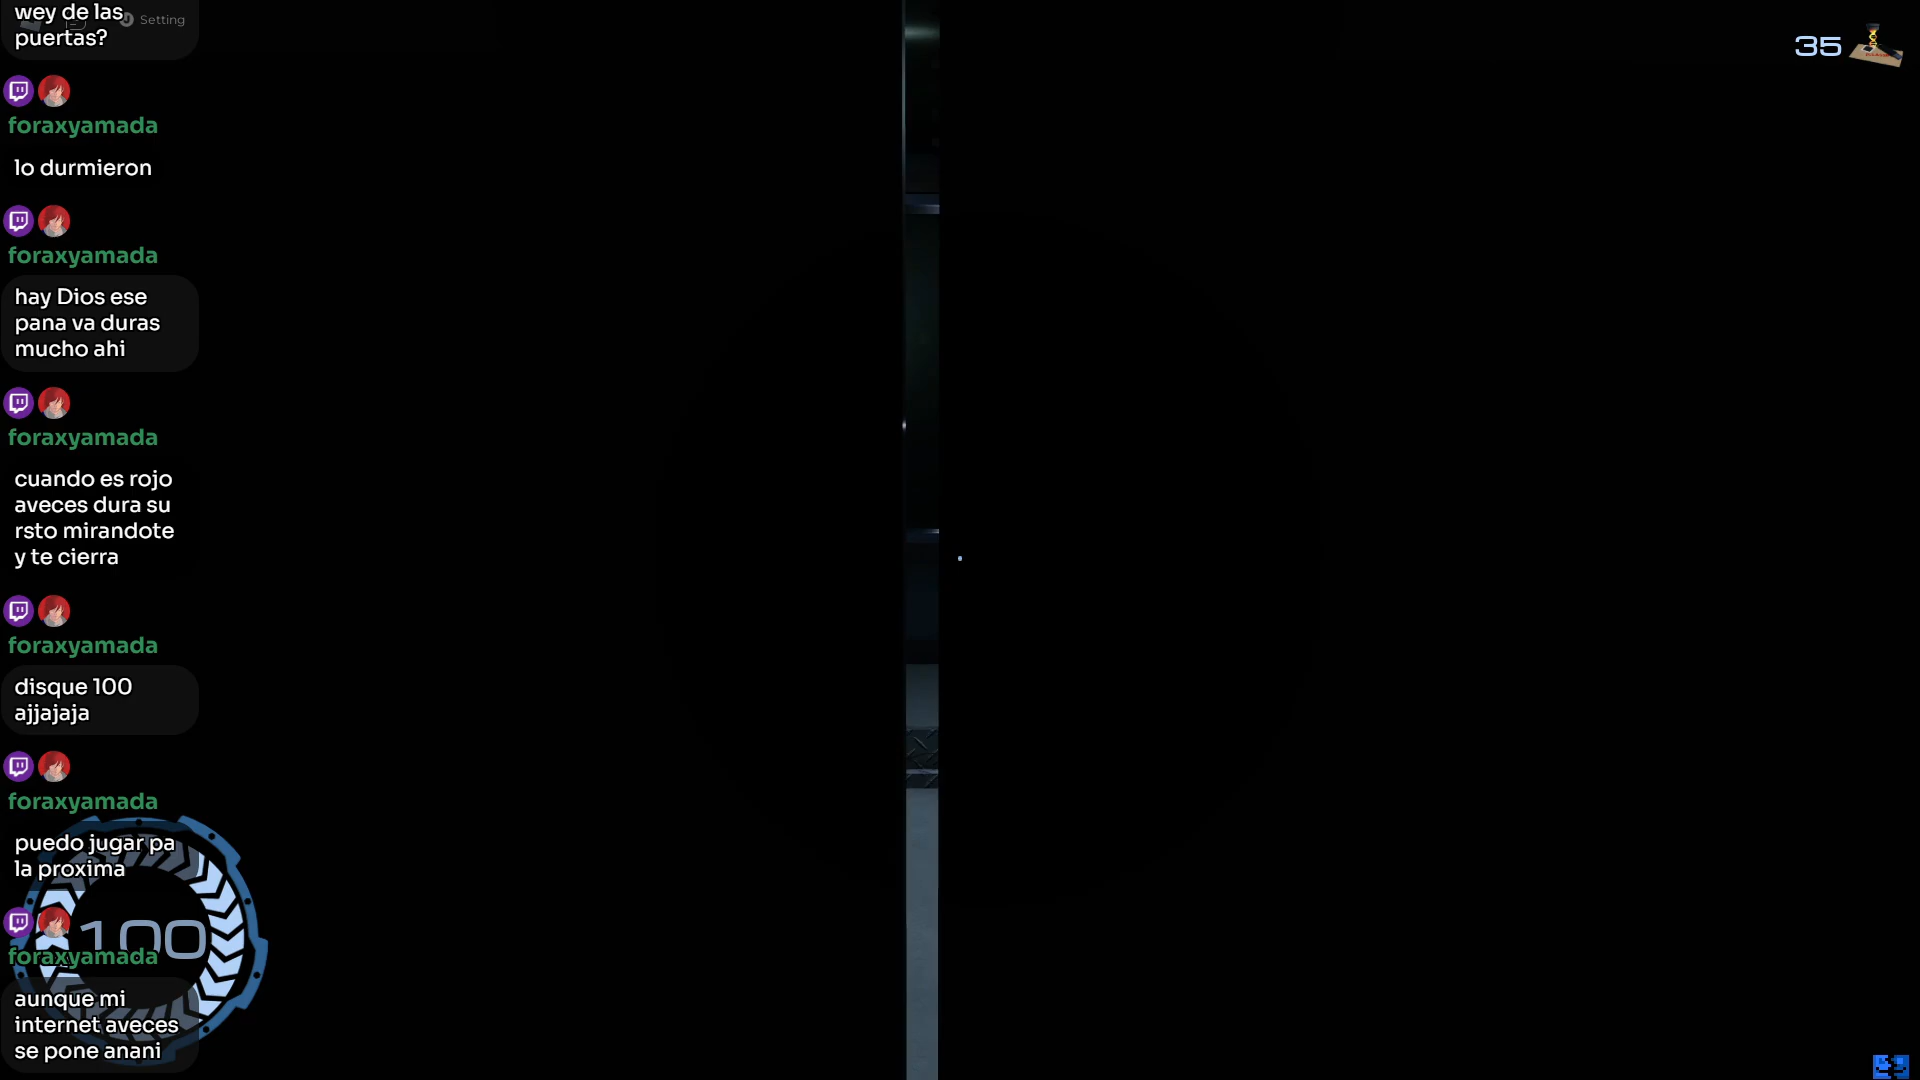 wey de las
puertas?
Setting
35
foraxyamada
lo durmieron
foraxyamada
hay Dios ese
pana va duras
mucho ahi
foraxyamada
cuando es rojo
aveces dura su
rsto mirandote
y te cierra
foraxyamada
disque 100
ajjajaja
foraxyamada
puedo jugar pa
la proxima
100
foraxyamada
aunque mi
internet aveces
se pone anani